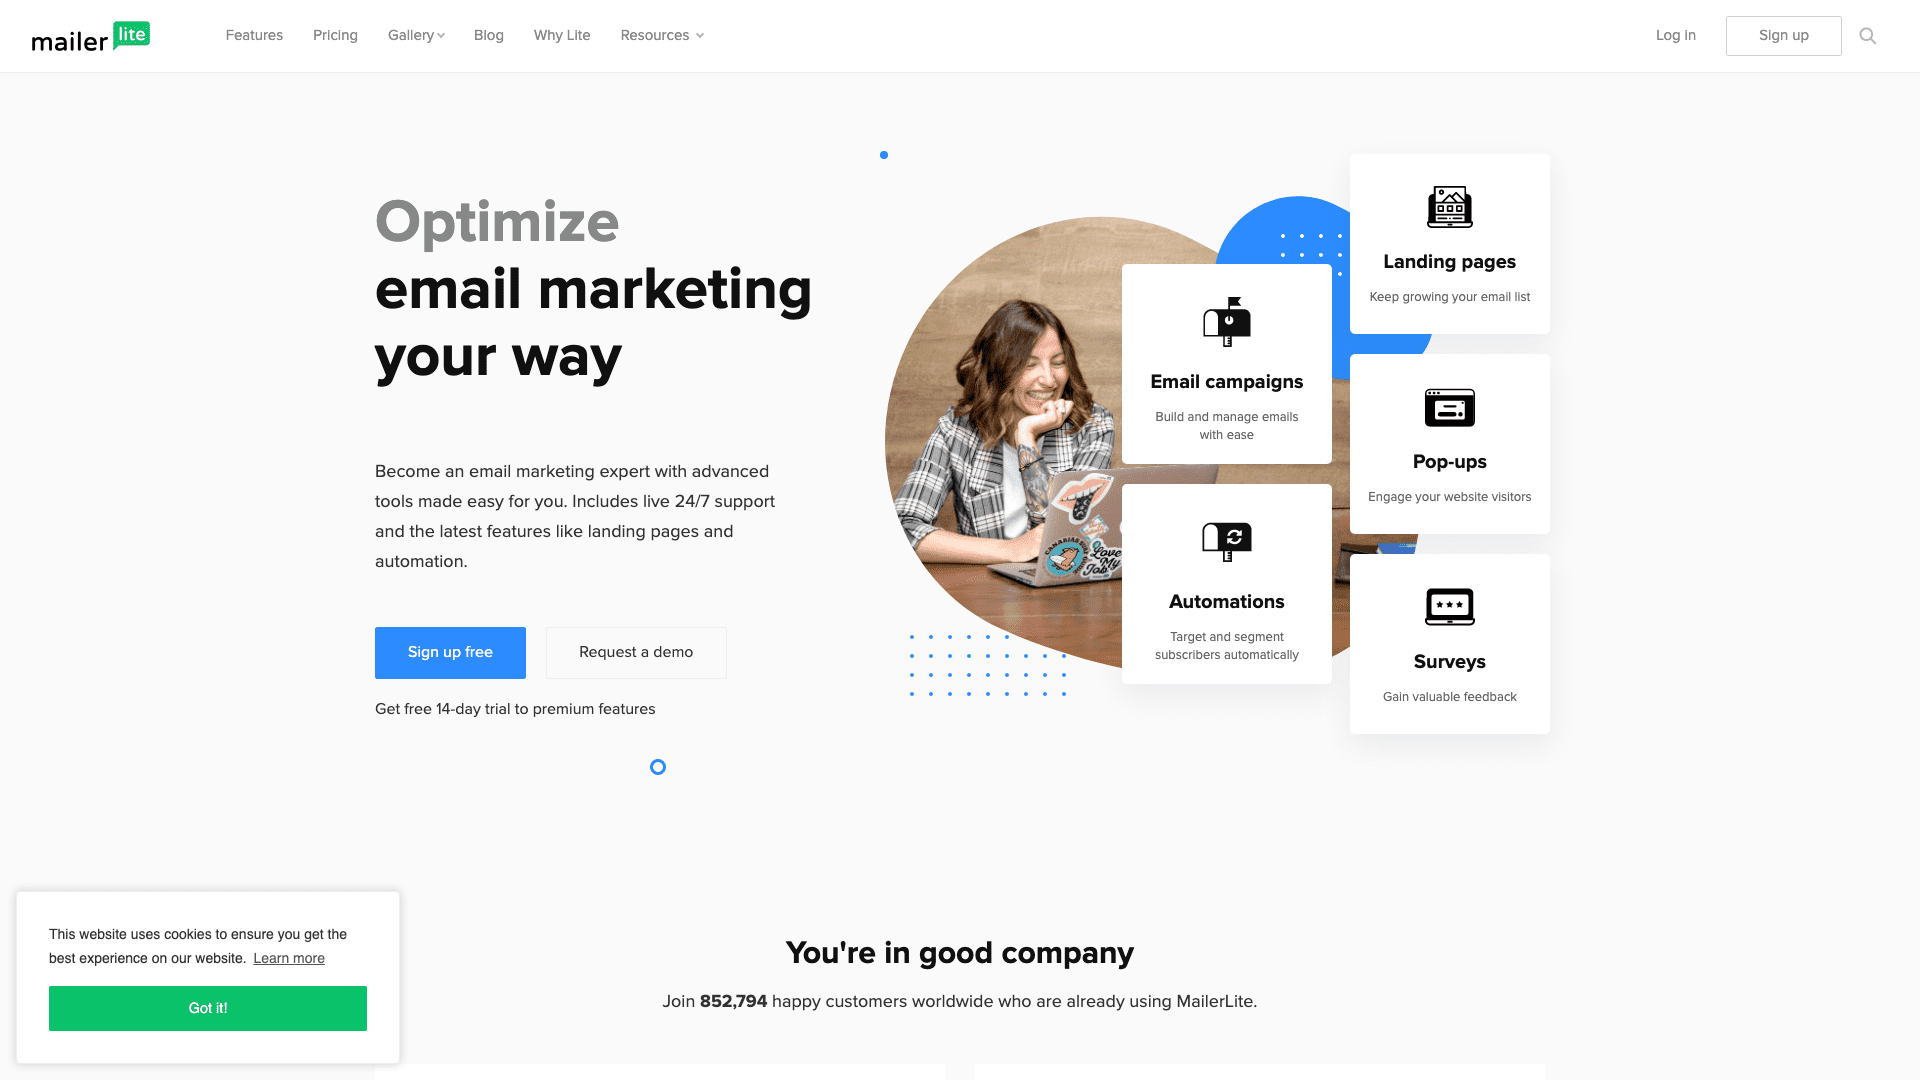 mailer lite
Features
Pricing
Gallery
Blog
Why Lite
Resources
Log in
Sign up
Optimize
email marketing
your way
Become an email marketing expert with advanced
tools made easy for you. Includes live 24/7 support
and the latest features like landing pages and
automation.
Sign up free
Request a demo
Get free 14-day trial to premium features
Email campaigns
Build and manage emails
with ease
Automations
Target and segment
subscribers automatically
Landing pages
Keep growing your email list
Pop-ups
Engage your website visitors
Surveys
Gain valuable feedback
Love
My
Job
You're in good company
Join 852,794 happy customers worldwide who are already using MailerLite.
This website uses cookies to ensure you get the
best experience on our website. Learn more
Got it!